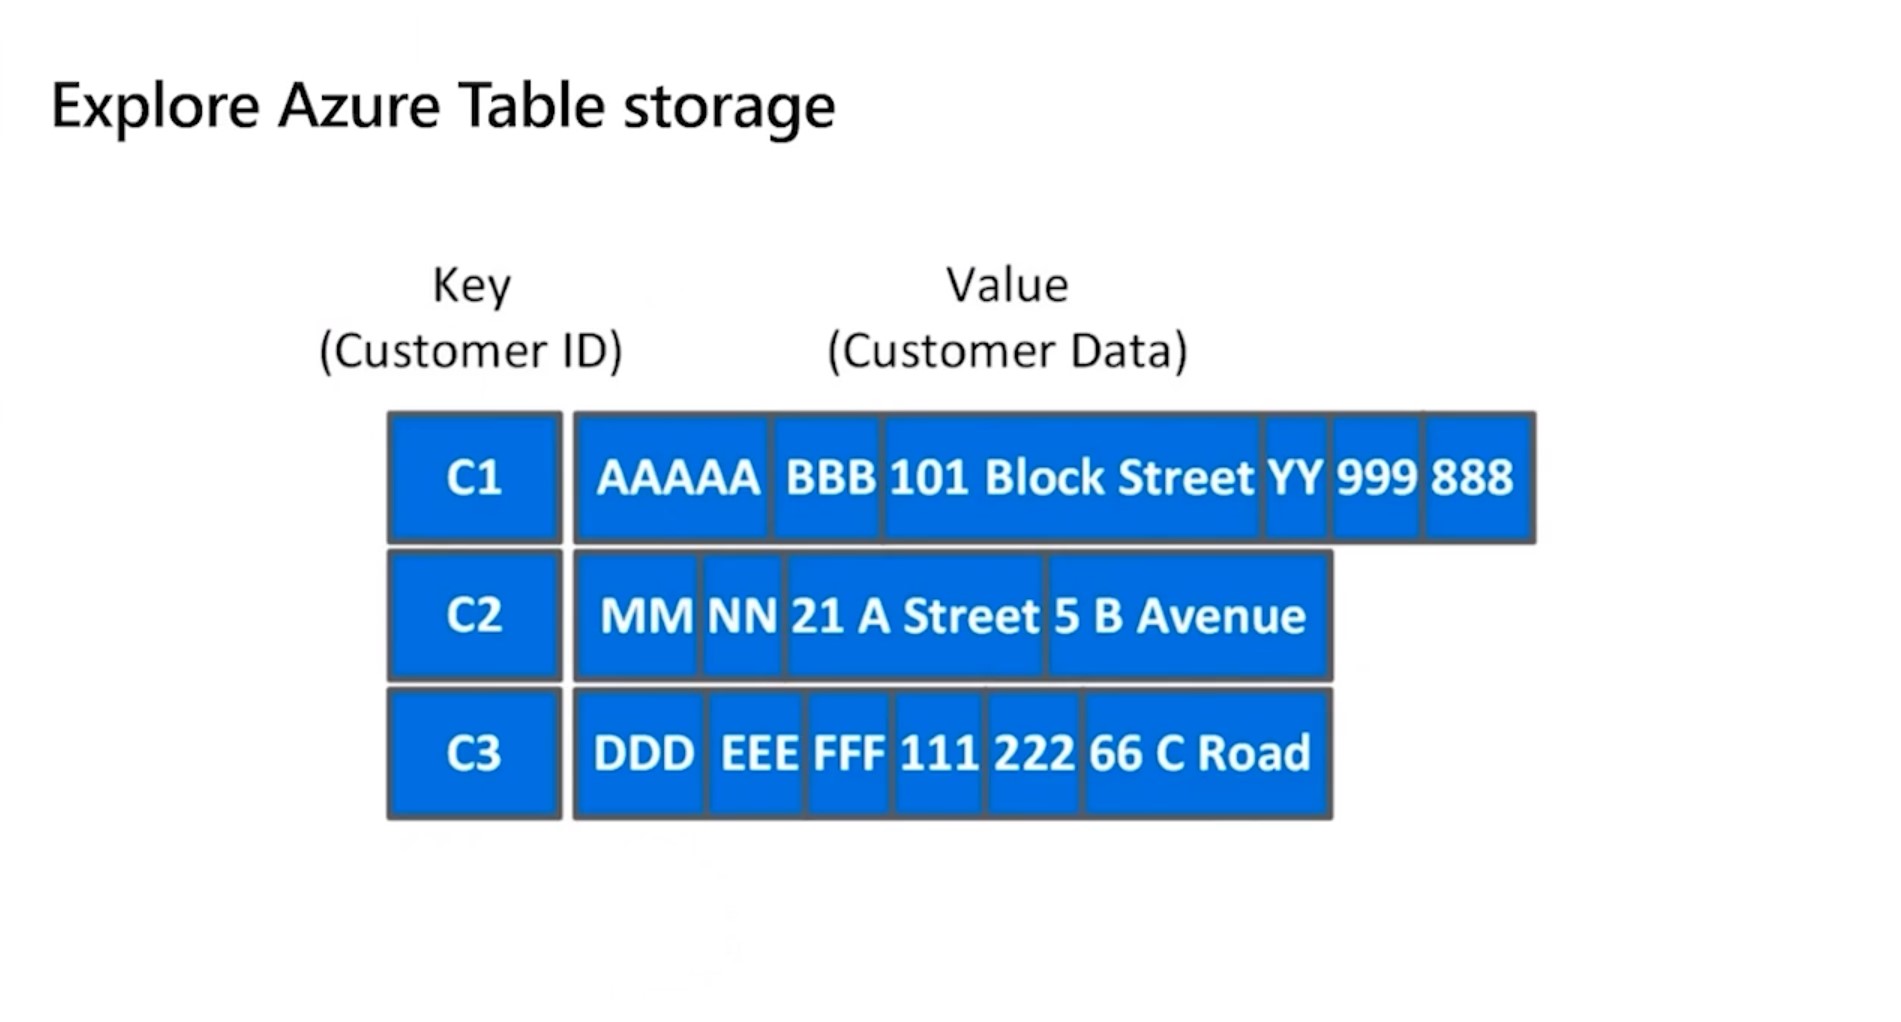 Explore Azure Table storage
Key
(Customer ID)
Value
(Customer Data)
C1 AAAAA BBB 101 Block Street YY 999 888
C2 MM NN 21 A Street 5 B Avenue
C3 DDD EEE FFF 111 222 66 C Road